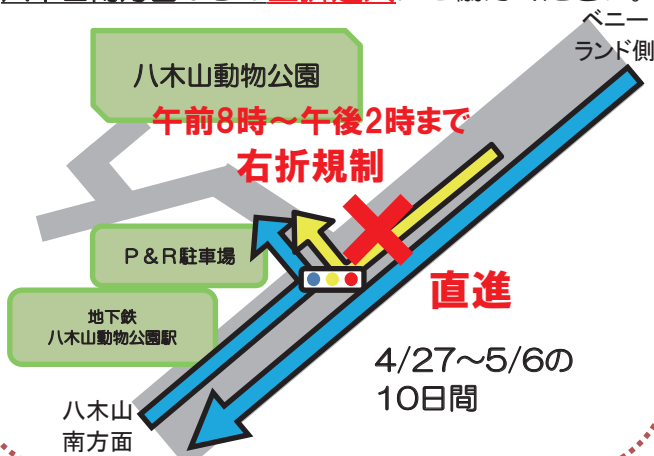 ベニー
ランド側
八木山動物公園
午前8時～午後2時まで
右折規制
P＆R駐車場
直進
地下鉄
八木山動物公園駅
4/27～5/6の
10日間
八木山
南方面